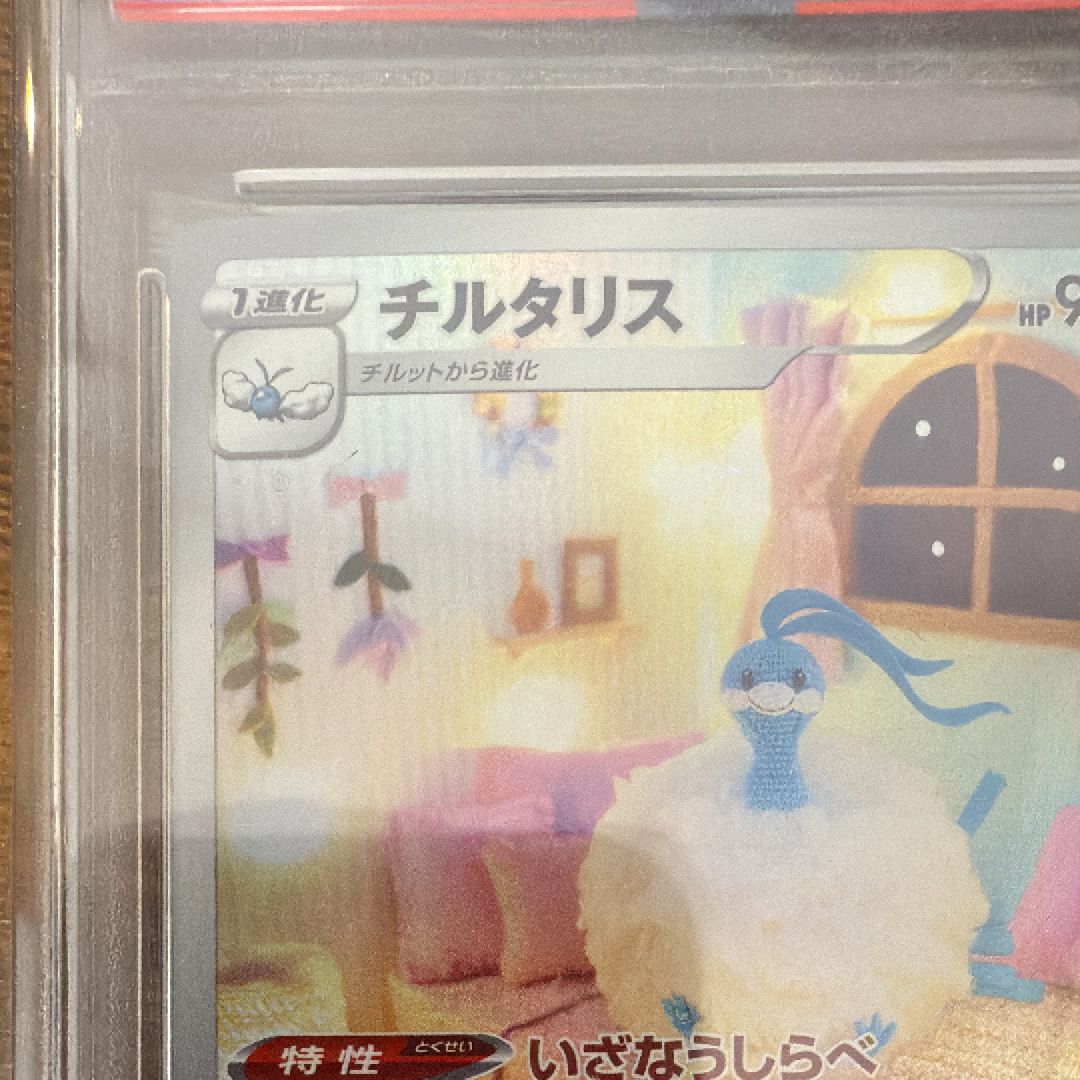 1進化
チルタリス
HP 9
チルットから進化
特性
とくせい
いざなうしらべ